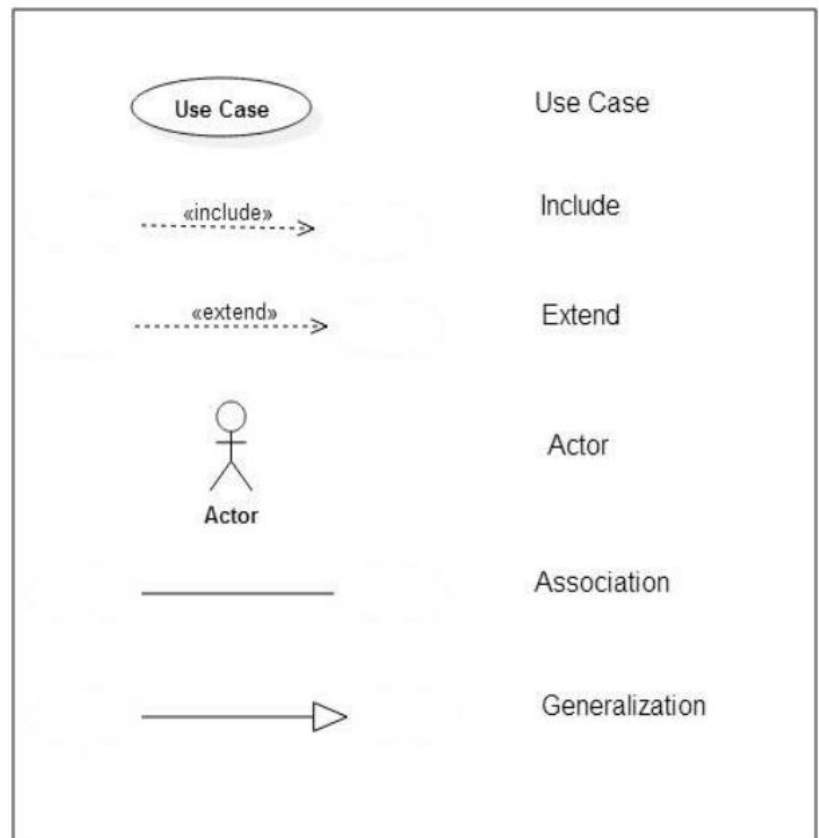 Use Case
Use Case
«include»
Include
«extend»
Extend
Actor
Actor
Association
Generalization